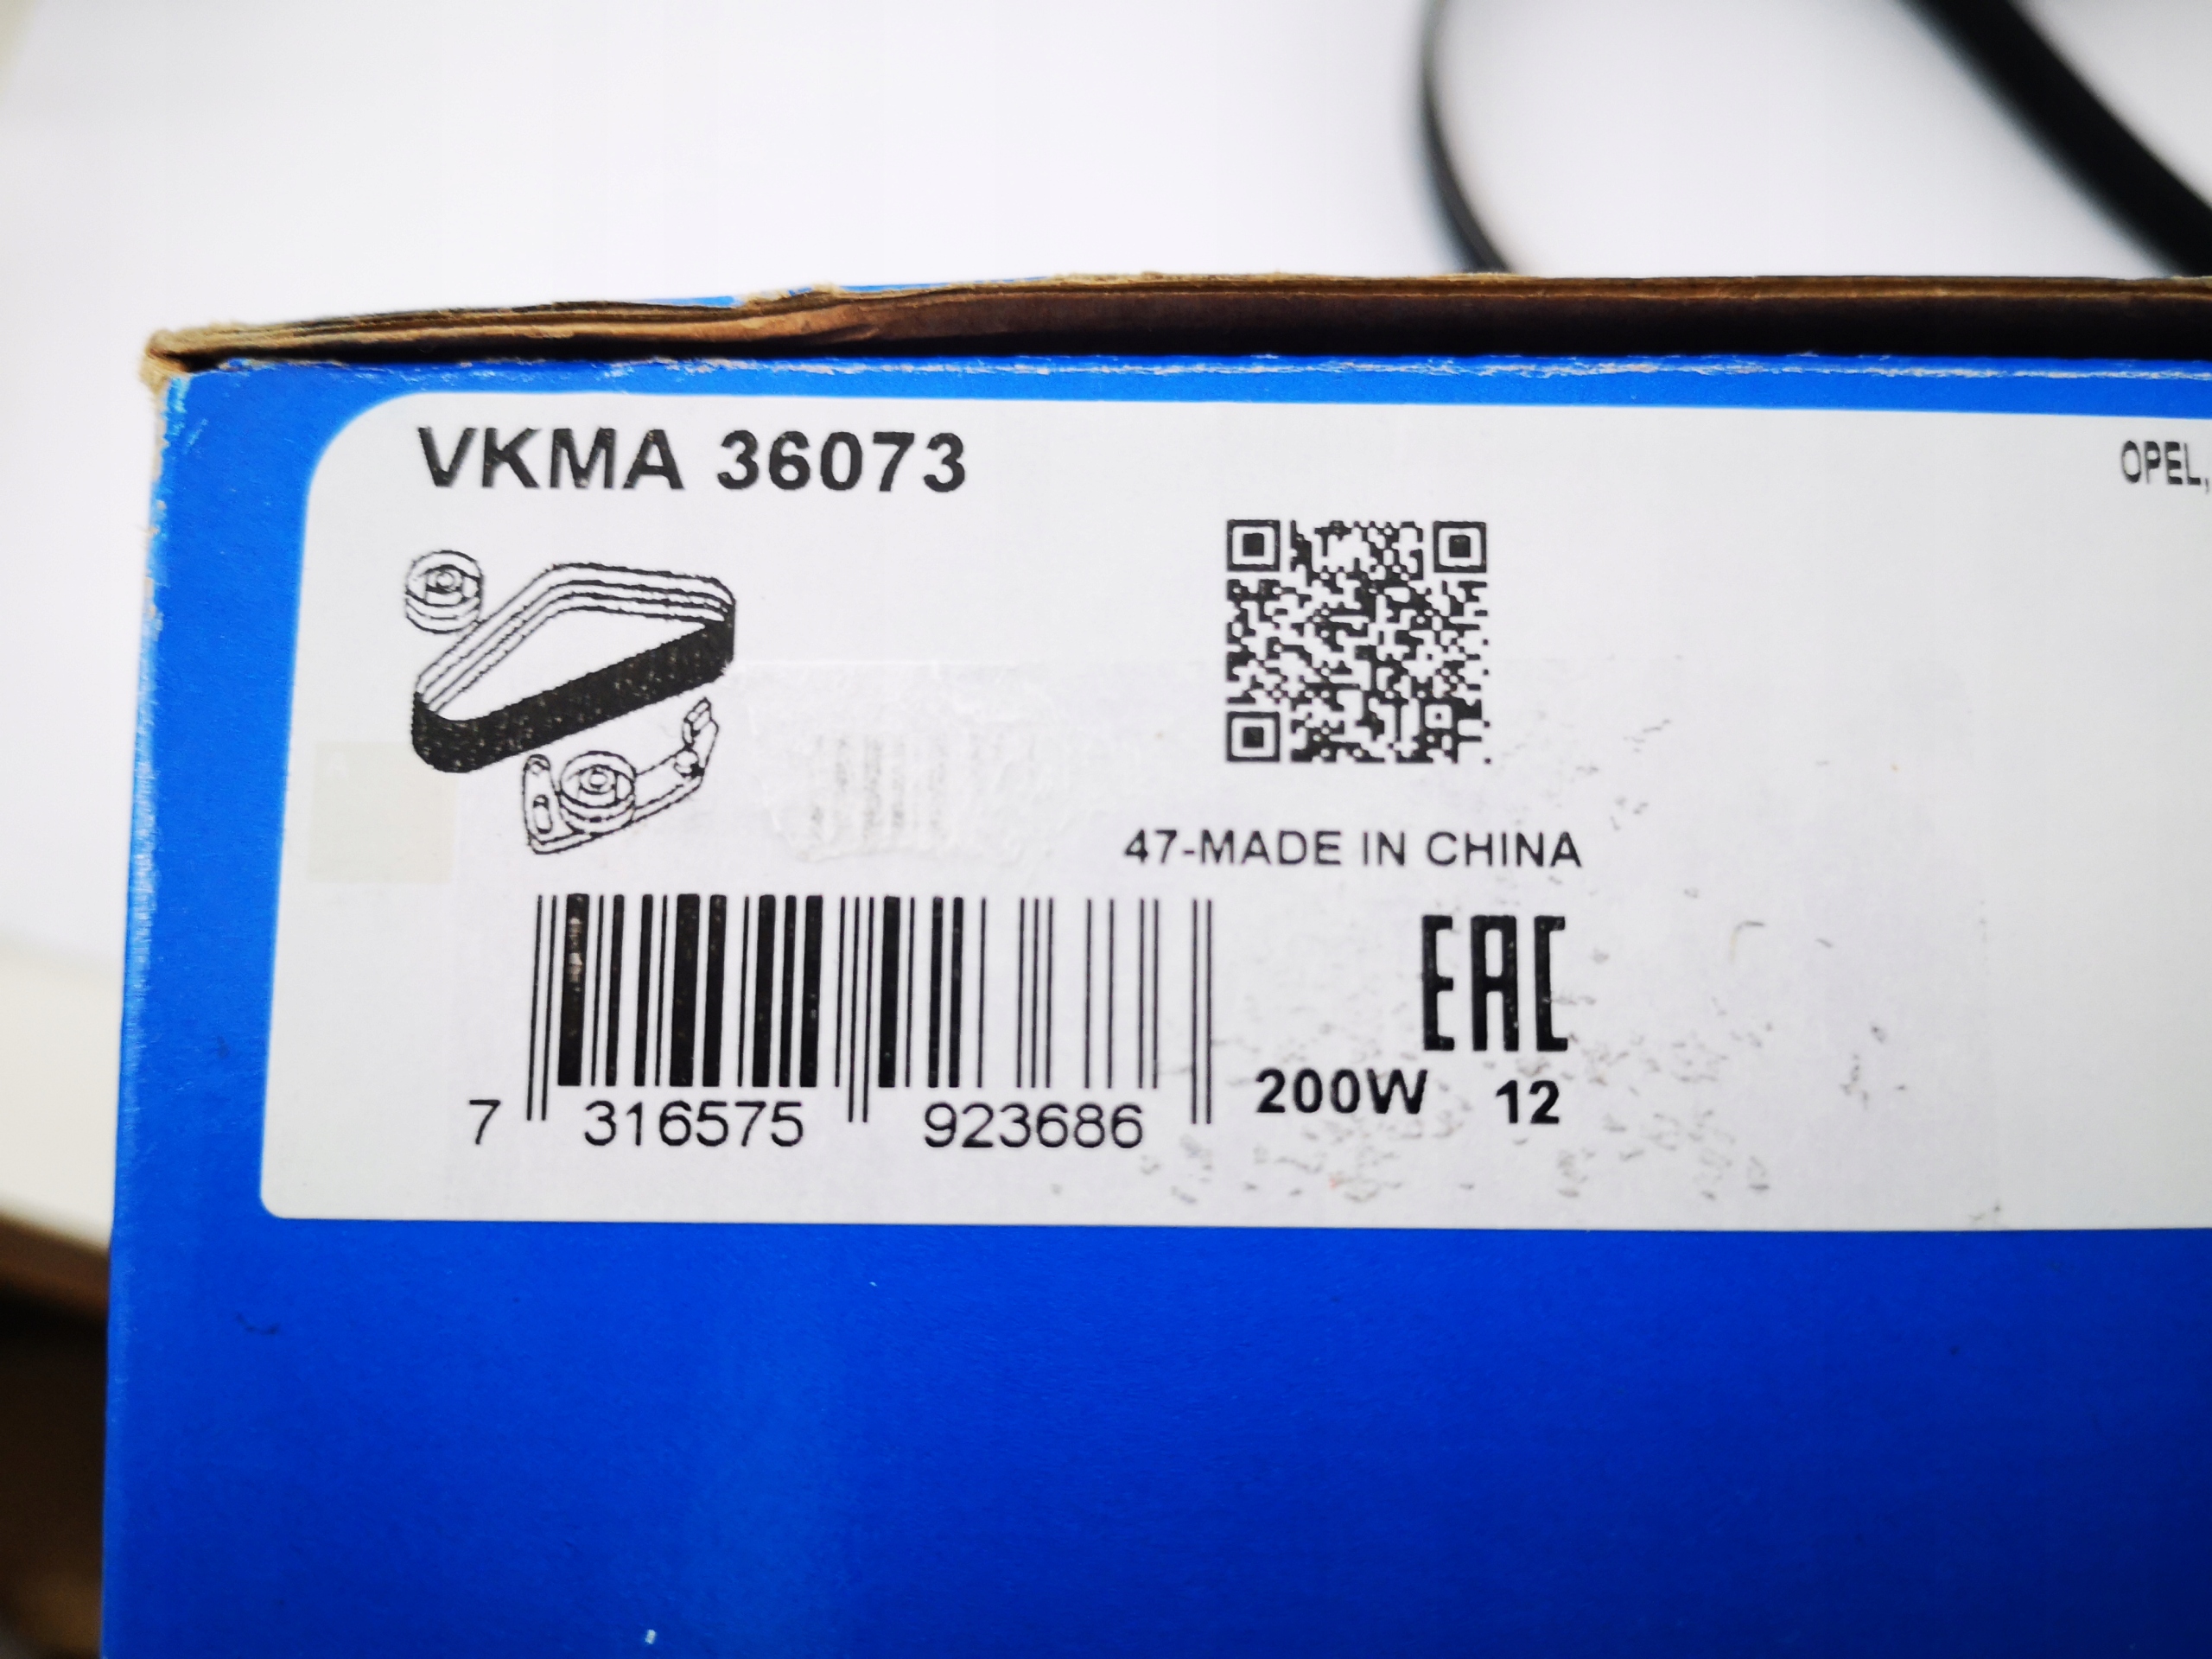 VKMA 36073
OPEL,
47-MADE IN CHINA
EAC
200W 12
7 316575 923686